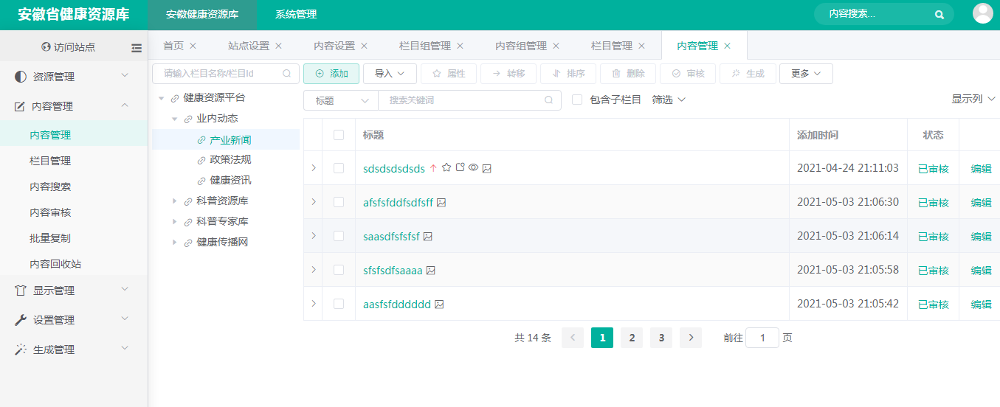 安徽省健康资源库 安徽健康资源库 系统管理 内容搜索...
访问站点 首页 站点设置 内容设置 栏目组管理 内容组管理 栏目管理 内容管理
资源管理
内容管理
内容管理
栏目管理
内容搜索
内容审核
批量复制
内容回收站
显示管理
设置管理
生成管理
请输入栏目名称/栏目Id
健康资源平台
业内动态
产业新闻
政策法规
健康资讯
科普资源库
科普专家库
健康传播网
添加 导入 属性 转移 排序 删除 审核 生成 更多
标题 搜索关键词 包含子栏目 筛选 显示列
标题 添加时间 状态
sdsdsdsdsds 2021-04-24 21:11:03 已审核 编辑
afsfsfddfsdfsff 2021-05-03 21:06:30 已审核 编辑
saasdfsfsfsf 2021-05-03 21:06:14 已审核 编辑
sfsfsdfsaaaa 2021-05-03 21:05:58 已审核 编辑
aasfsfdddddd 2021-05-03 21:05:42 已审核 编辑
共 14 条 1 2 3 前往 1 页